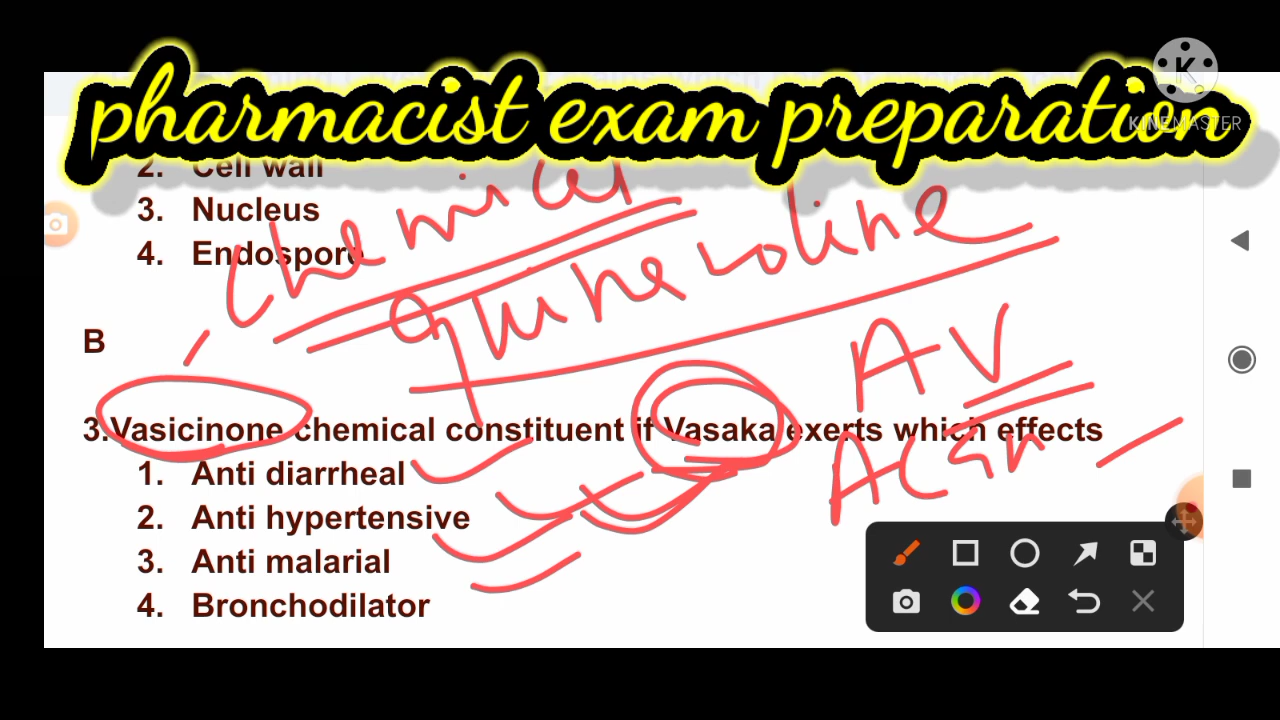 pharmacist exam preparation
KINEMASTER
2. Cell wall
3. Nucleus
4. Endospore
chemical
B
AV
3.Vasicinone chemical constituent if Vasaka exerts which effects
1. Anti diarrheal
2. Anti hypertensive
3. Anti malarial
4. Bronchodilator